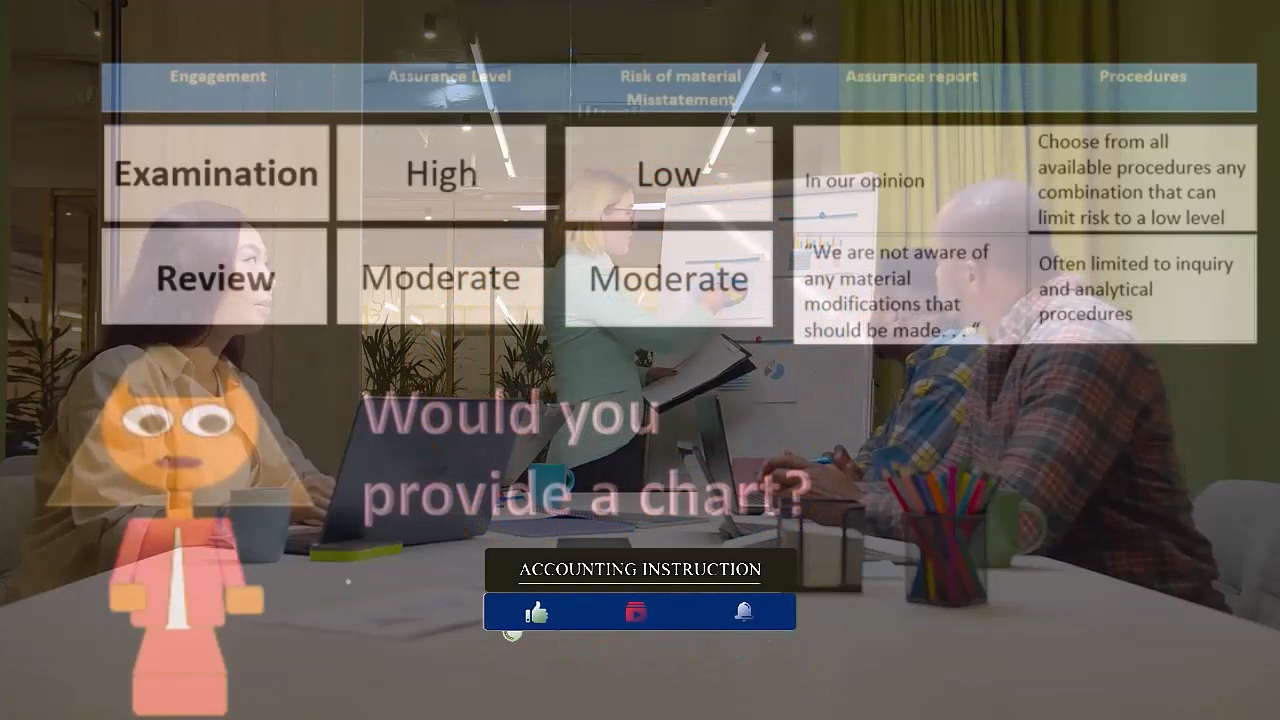 Engagement
Assurance Level
Risk of material
Misstatement
Assurance report
Procedures
Examination
High
Low
In our opinion
Choose from all
available procedures any
combination that can
limit risk to a low level
Review
Moderate
Moderate
“We are not aware of
any material
modifications that
should be made. . .“
Often limited to inquiry
and analytical
procedures
Would you
provide a chart?
ACCOUNTING INSTRUCTION